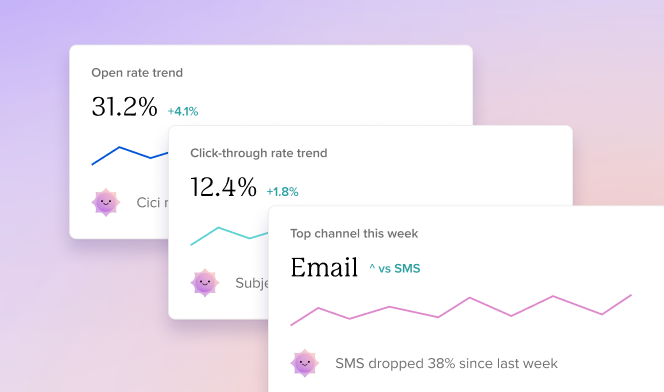 Open rate trend
31.2% +4.1%
Cici
Click-through rate trend
12.4% +1.8%
Top channel this week
Email ^ vs SMS
SMS dropped 38% since last week